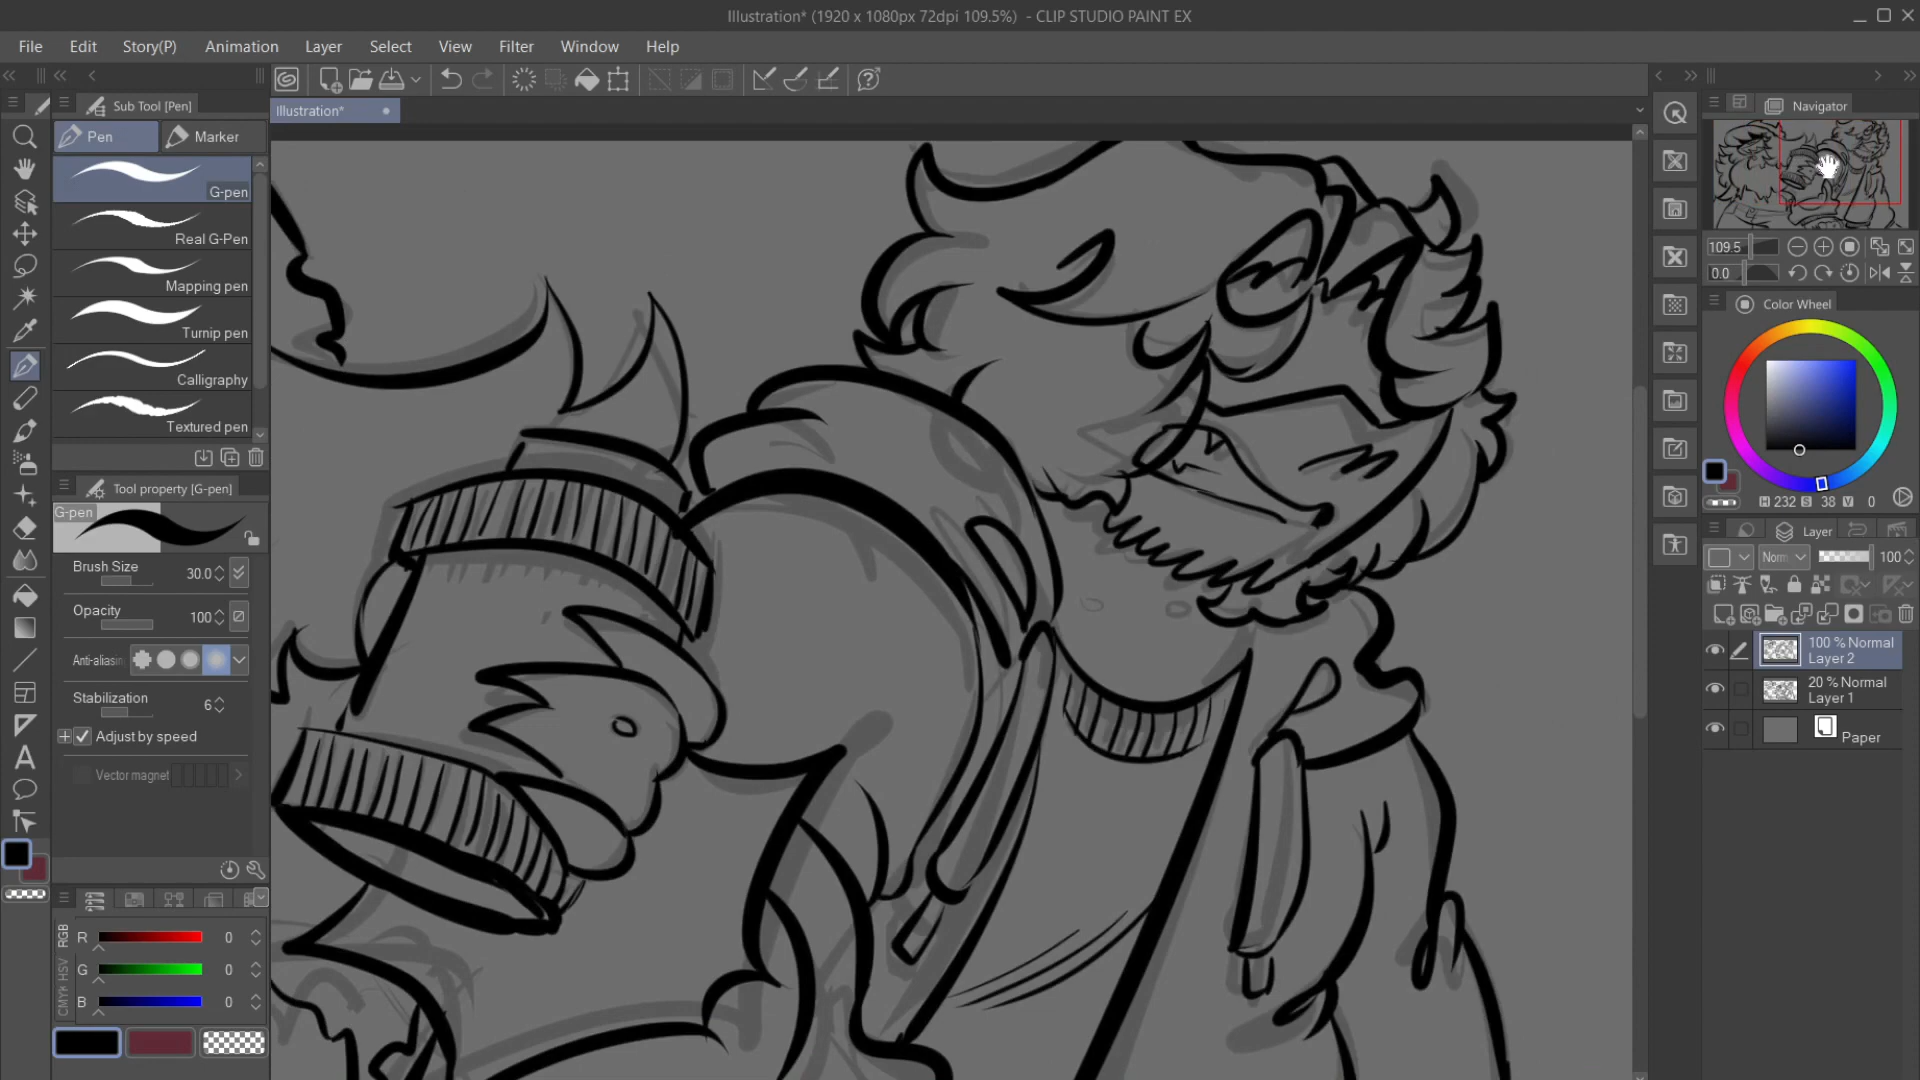 Illustration* (1920 x 1080px 72dpi 109.5%) - CLIP STUDIO PAINT EX
File Edit Story(P) Animation Layer Select View Filter Window Help
Sub Tool [Pen]
Illustration*
Navigator
Pen Marker
G-pen
Real G-Pen
Mapping pen
Turnip pen
Calligraphy
Textured pen
109.5
0.0
Color Wheel
H 232 S 38 V 0
Tool property [G-pen]
G-pen
Brush Size 30.0
Opacity 100
Anti-aliasin
Stabilization 6
Adjust by speed
Vector magnet
Layer
Norm 100
100 % Normal
Layer 2
20 % Normal
Layer 1
Paper
RGB
HSV
CMYK
R 0
G 0
B 0